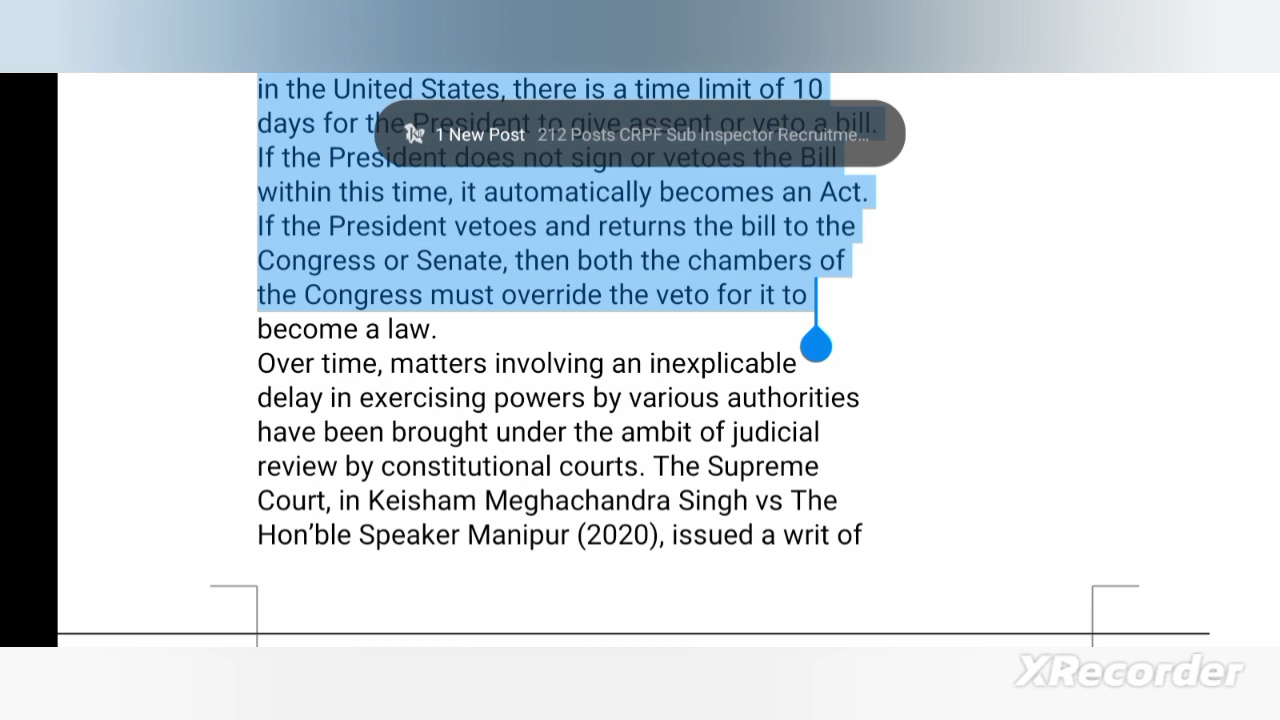 in the United States, there is a time limit of 10
days for the President to give assent or veto a bill.
1 New Post 212 Posts CRPF Sub Inspector Recruitme...
If the President does not sign or vetoes the Bill
within this time, it automatically becomes an Act.
If the President vetoes and returns the bill to the
Congress or Senate, then both the chambers of
the Congress must override the veto for it to
become a law.
Over time, matters involving an inexplicable
delay in exercising powers by various authorities
have been brought under the ambit of judicial
review by constitutional courts. The Supreme
Court, in Keisham Meghachandra Singh vs The
Hon’ble Speaker Manipur (2020), issued a writ of
XRecorder